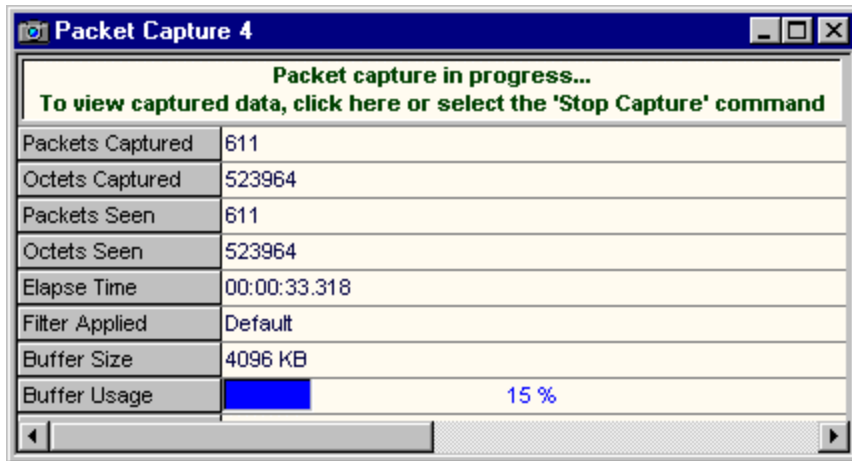 Packet Capture 4
Packet capture in progress...
To view captured data, click here or select the 'Stop Capture' command
Packets Captured 611
Octets Captured 523964
Packets Seen 611
Octets Seen 523964
Elapse Time 00:00:33.318
Filter Applied Default
Buffer Size 4096 KB
Buffer Usage 15 %